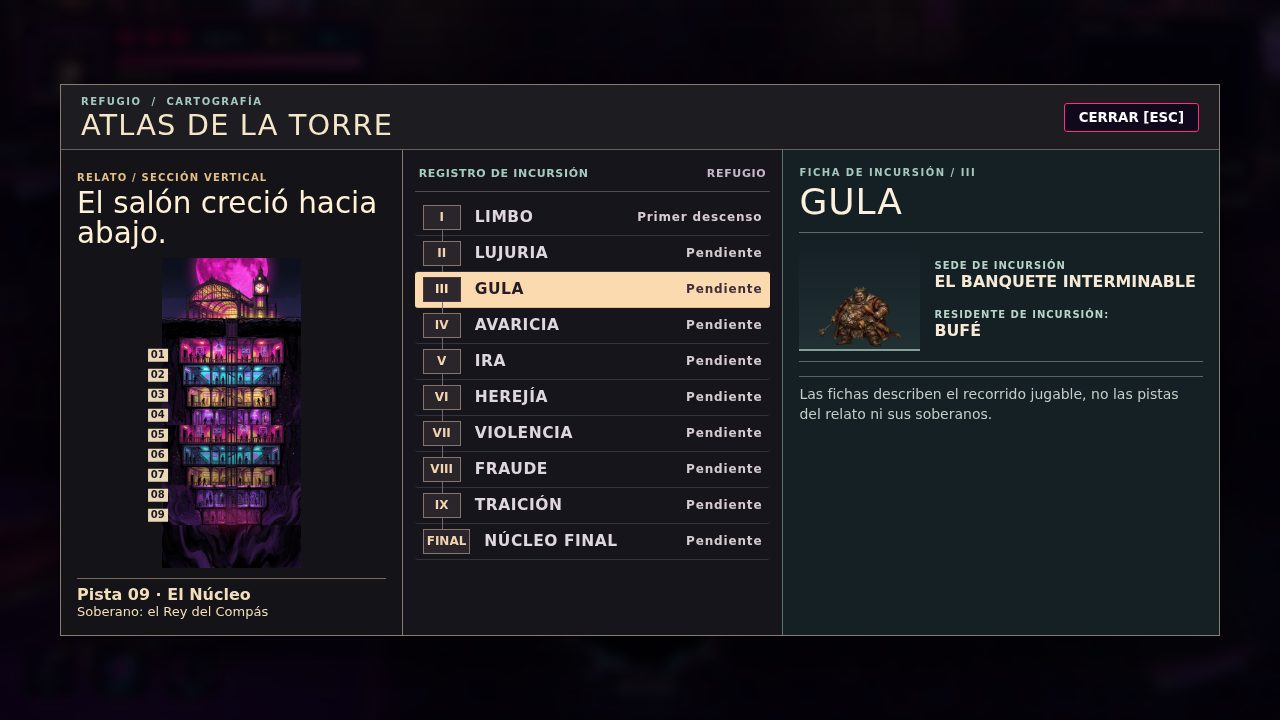 REFUGIO / CARTOGRAFÍA
ATLAS DE LA TORRE
CERRAR [ESC]
RELATO / SECCIÓN VERTICAL
El salón creció hacia
abajo.
01
02
03
04
05
06
07
08
09
Pista 09 · El Núcleo
Soberano: el Rey del Compás
REGISTRO DE INCURSIÓN REFUGIO
I LIMBO Primer descenso
II LUJURIA Pendiente
III GULA Pendiente
IV AVARICIA Pendiente
V IRA Pendiente
VI HEREJÍA Pendiente
VII VIOLENCIA Pendiente
VIII FRAUDE Pendiente
IX TRAICIÓN Pendiente
FINAL NÚCLEO FINAL Pendiente
FICHA DE INCURSIÓN / III
GULA
SEDE DE INCURSIÓN
EL BANQUETE INTERMINABLE
RESIDENTE DE INCURSIÓN:
BUFÉ
Las fichas describen el recorrido jugable, no las pistas
del relato ni sus soberanos.